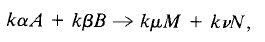 kαA + kβB → kμM + kνN,